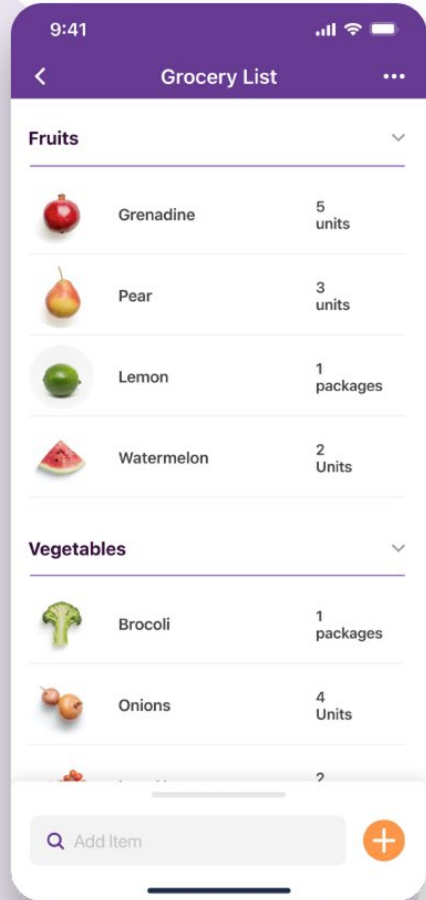 9:41
Grocery List
Fruits
Grenadine
5
units
Pear
3
units
Lemon
1
packages
Watermelon
2
Units
Vegetables
Brocoli
1
packages
Onions
4
Units
2
Add Item